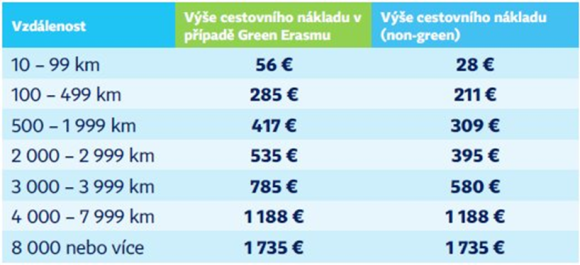 Vzdálenost
Výše cestovního nákladu v
případě Green Erasmu
Výše cestovního nákladu
(non-green)
10 – 99 km 56 € 28 €
100 – 499 km 285 € 211 €
500 – 1 999 km 417 € 309 €
2 000 – 2 999 km 535 € 395 €
3 000 – 3 999 km 785 € 580 €
4 000 – 7 999 km 1 188 € 1 188 €
8 000 nebo více 1 735 € 1 735 €